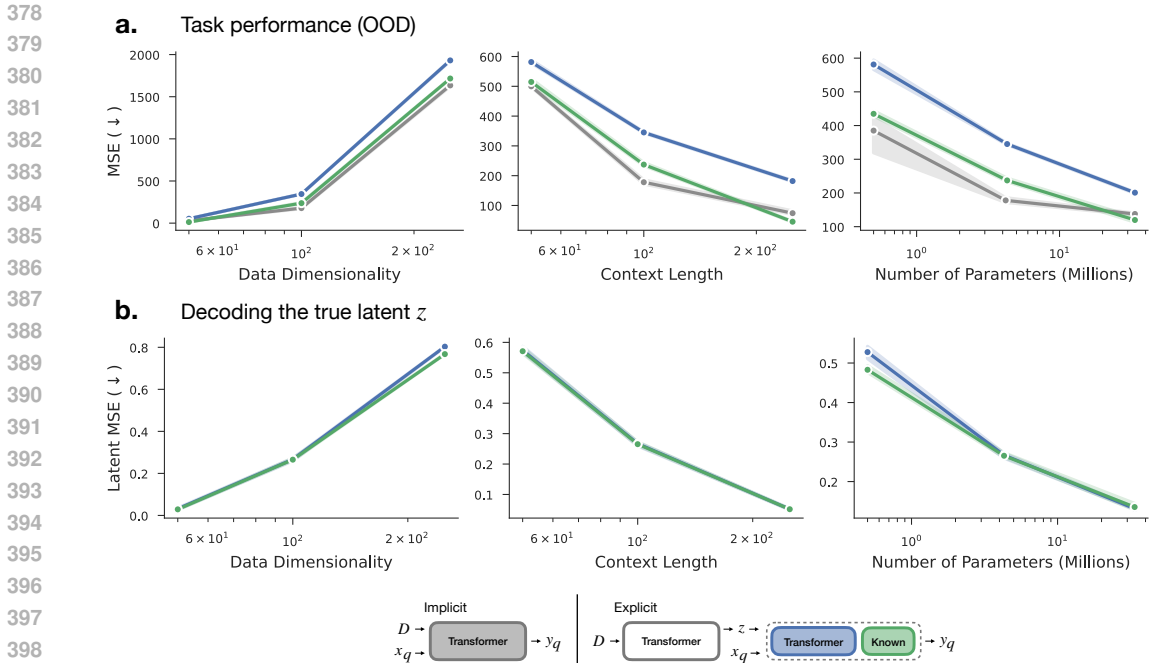 378
379
380
381
382
383
384
385
386
387
388
389
390
391
392
393
394
395
396
397
398
a. Task performance (OOD)
MSE (↓)
2000
1500
1000
500
0
6 × 10¹ 10² 2 × 10²
Data Dimensionality
600
500
400
300
200
100
6 × 10¹ 10² 2 × 10²
Context Length
600
500
400
300
200
100
10⁰ 10¹
Number of Parameters (Millions)
b. Decoding the true latent z
Latent MSE (↓)
0.8
0.6
0.4
0.2
0.0
6 × 10¹ 10² 2 × 10²
Data Dimensionality
0.6
0.5
0.4
0.3
0.2
0.1
6 × 10¹ 10² 2 × 10²
Context Length
0.5
0.4
0.3
0.2
10⁰ 10¹
Number of Parameters (Millions)
Implicit
D → Transformer → y_q
x_q →
Explicit
D → Transformer → z → Transformer Known → y_q
x_q →